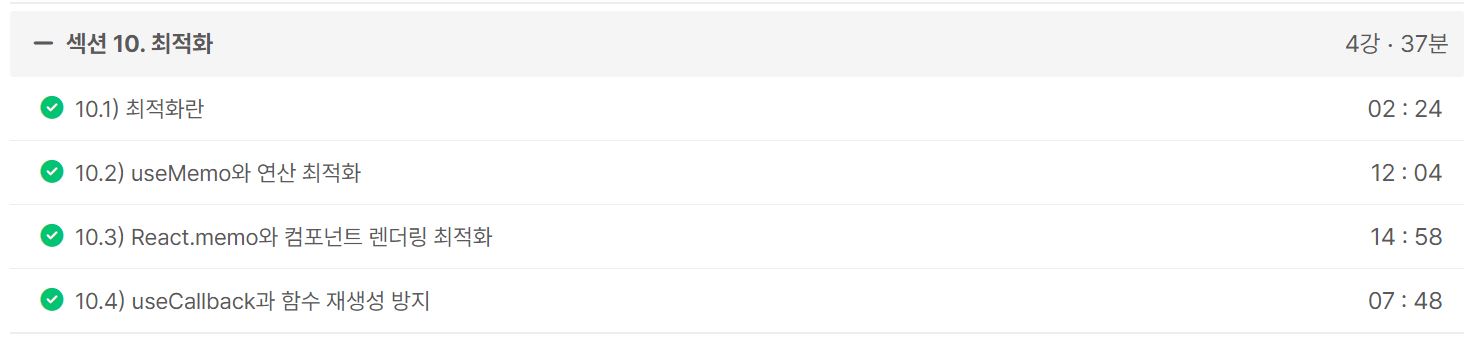 섹션 10. 최적화 4강 · 37분
10.1) 최적화란 02 : 24
10.2) useMemo와 연산 최적화 12 : 04
10.3) React.memo와 컴포넌트 렌더링 최적화 14 : 58
10.4) useCallback과 함수 재생성 방지 07 : 48